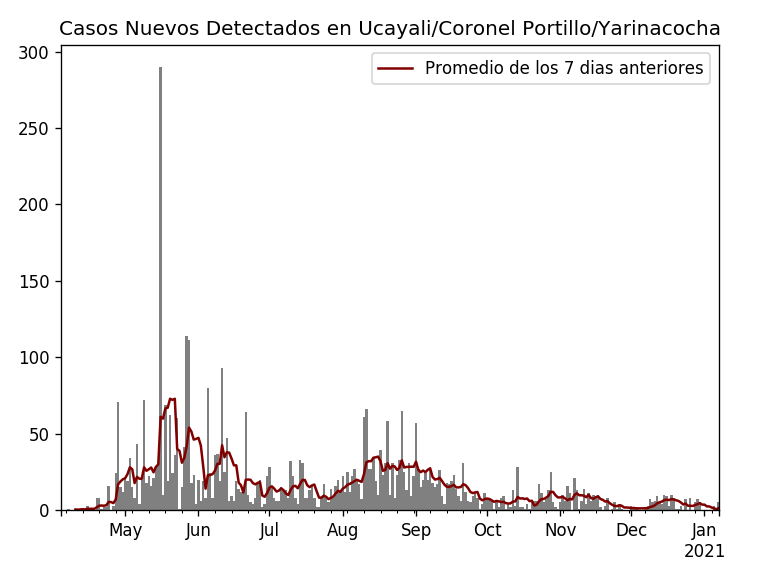 Casos Nuevos Detectados en Ucayali/Coronel Portillo/Yarinacocha
Promedio de los 7 dias anteriores
300
250
200
150
100
50
0
May Jun Jul Aug Sep Oct Nov Dec Jan
2021